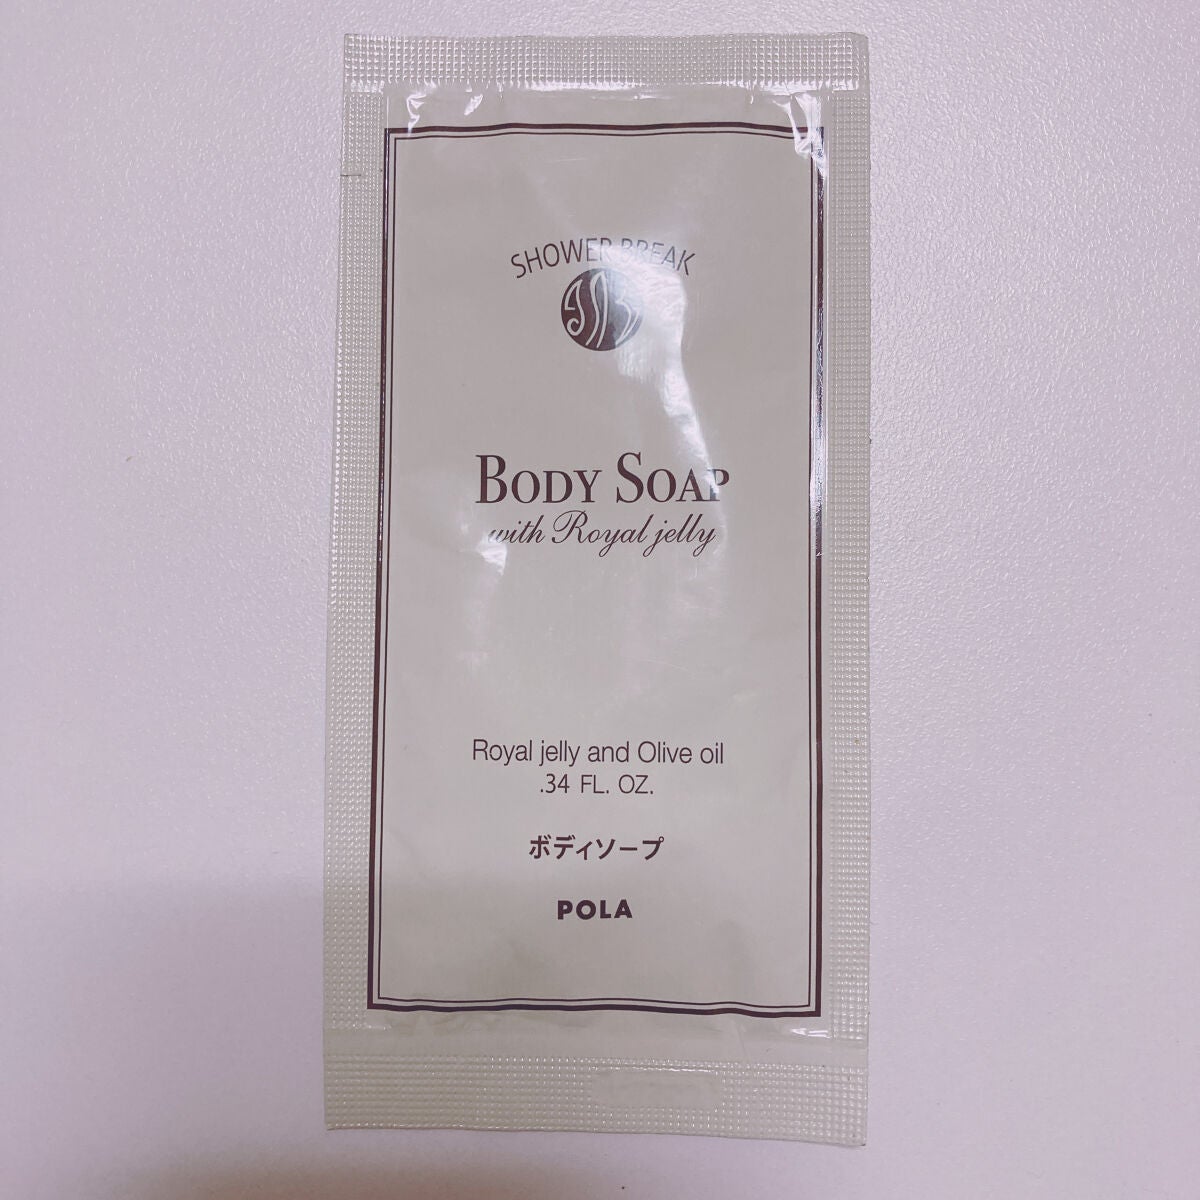 SHOWER BREAK
BODY SOAP
with Royal jelly
Royal jelly and Olive oil
.34 FL. OZ.
ボディソープ
POLA